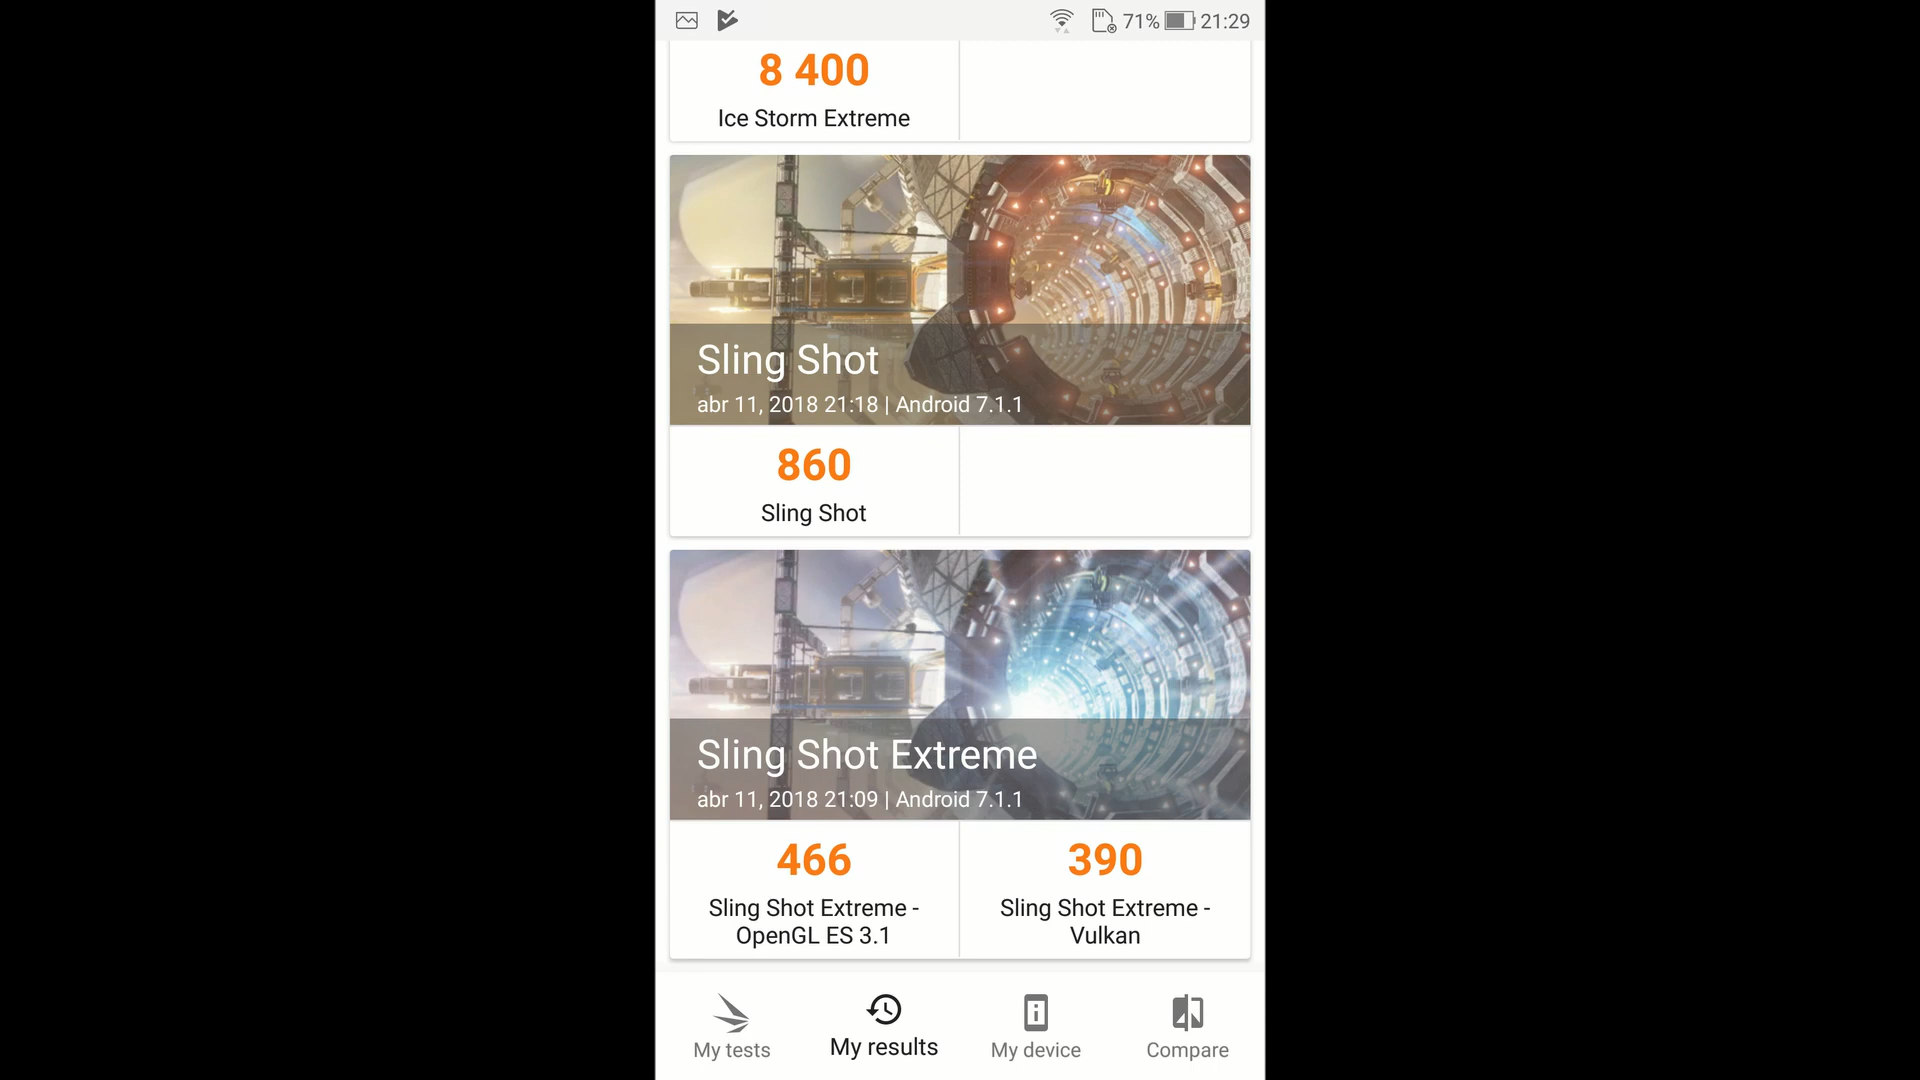 71% 21:29
8 400
Ice Storm Extreme
Sling Shot
abr 11, 2018 21:18 | Android 7.1.1
860
Sling Shot
Sling Shot Extreme
abr 11, 2018 21:09 | Android 7.1.1
466
Sling Shot Extreme -
OpenGL ES 3.1
390
Sling Shot Extreme -
Vulkan
My tests
My results
My device
Compare